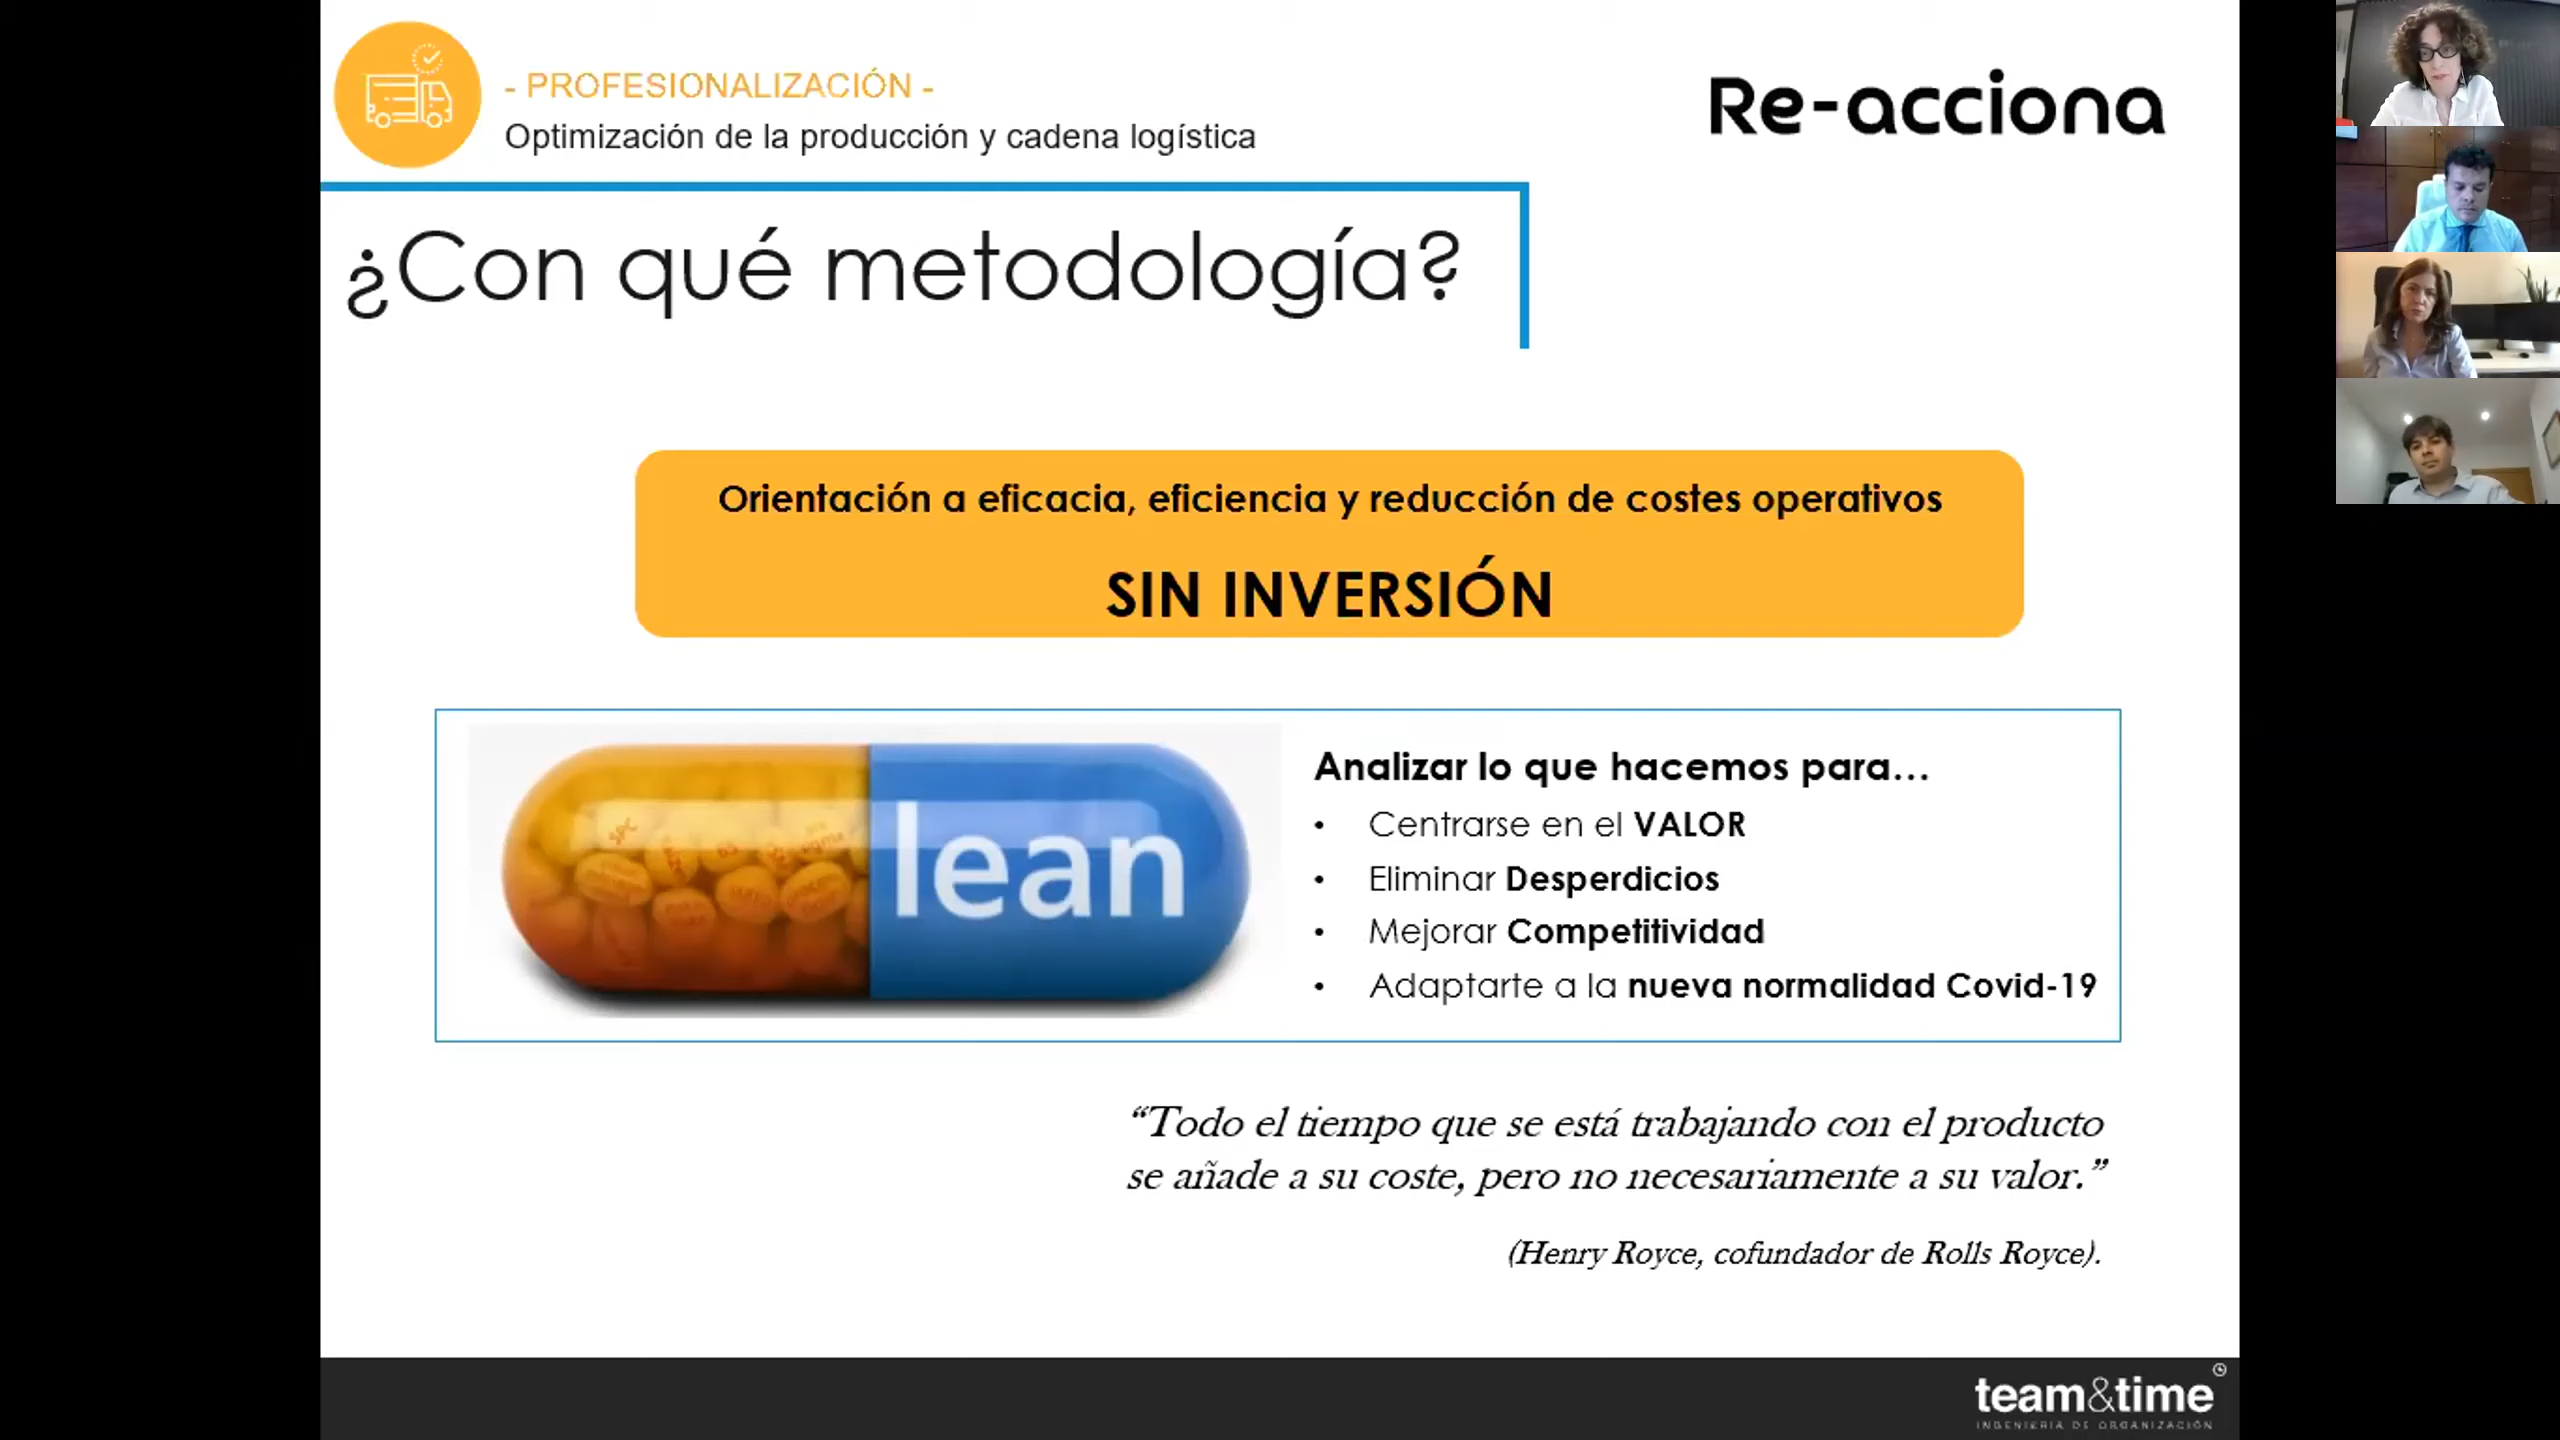 - PROFESIONALIZACIÓN -
Optimización de la producción y cadena logística
Re-acciona
¿Con qué metodología?
Orientación a eficacia, eficiencia y reducción de costes operativos
SIN INVERSIÓN
SPC
lean
Analizar lo que hacemos para...
• Centrarse en el VALOR
• Eliminar Desperdicios
• Mejorar Competitividad
• Adaptarte a la nueva normalidad Covid-19
“Todo el tiempo que se está trabajando con el producto
se añade a su coste, pero no necesariamente a su valor.”
(Henry Royce, cofundador de Rolls Royce).
team&time
INGENIERÍA DE ORGANIZACIÓN